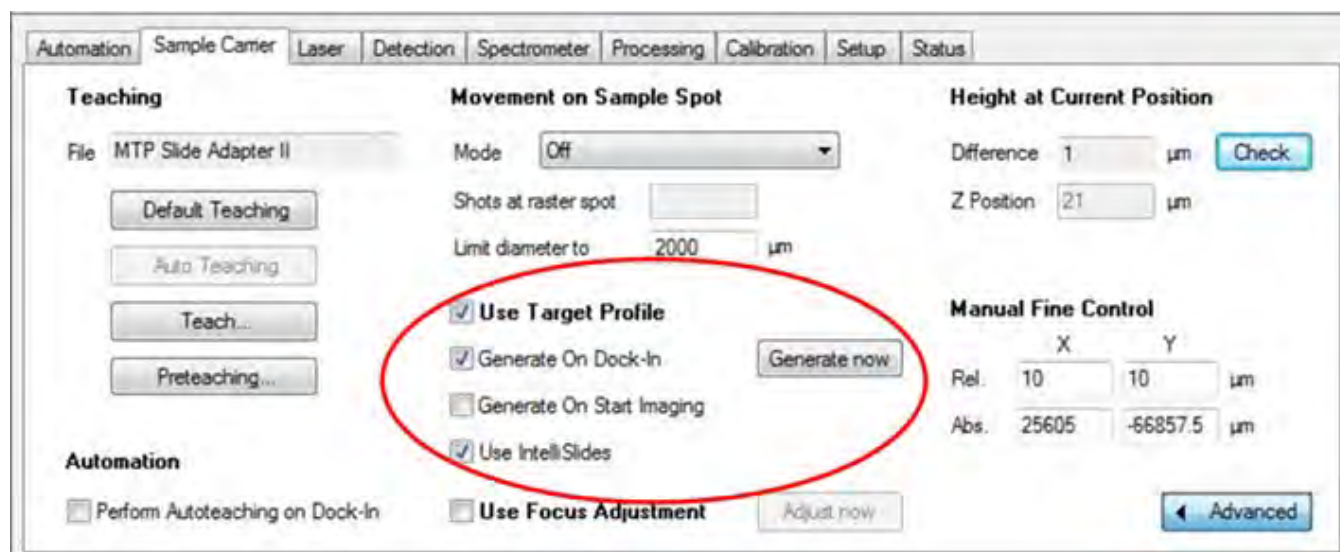 Automation Sample Carrier Laser Detection Spectrometer Processing Calibration Setup Status
Teaching
File MTP Slide Adapter II
Default Teaching
Auto Teaching
Teach...
Preteaching...
Automation
Perform Autoteaching on Dock-In
Movement on Sample Spot
Mode Off
Shots at raster spot
Limit diameter to 2000 µm
Use Target Profile
Generate On Dock-In Generate now
Generate On Start Imaging
Use IntelliSlides
Use Focus Adjustment Adjust now
Height at Current Position
Difference 1 µm Check
Z Position 21 µm
Manual Fine Control
X Y
Rel. 10 10 µm
Abs. 25605 -66857.5 µm
Advanced